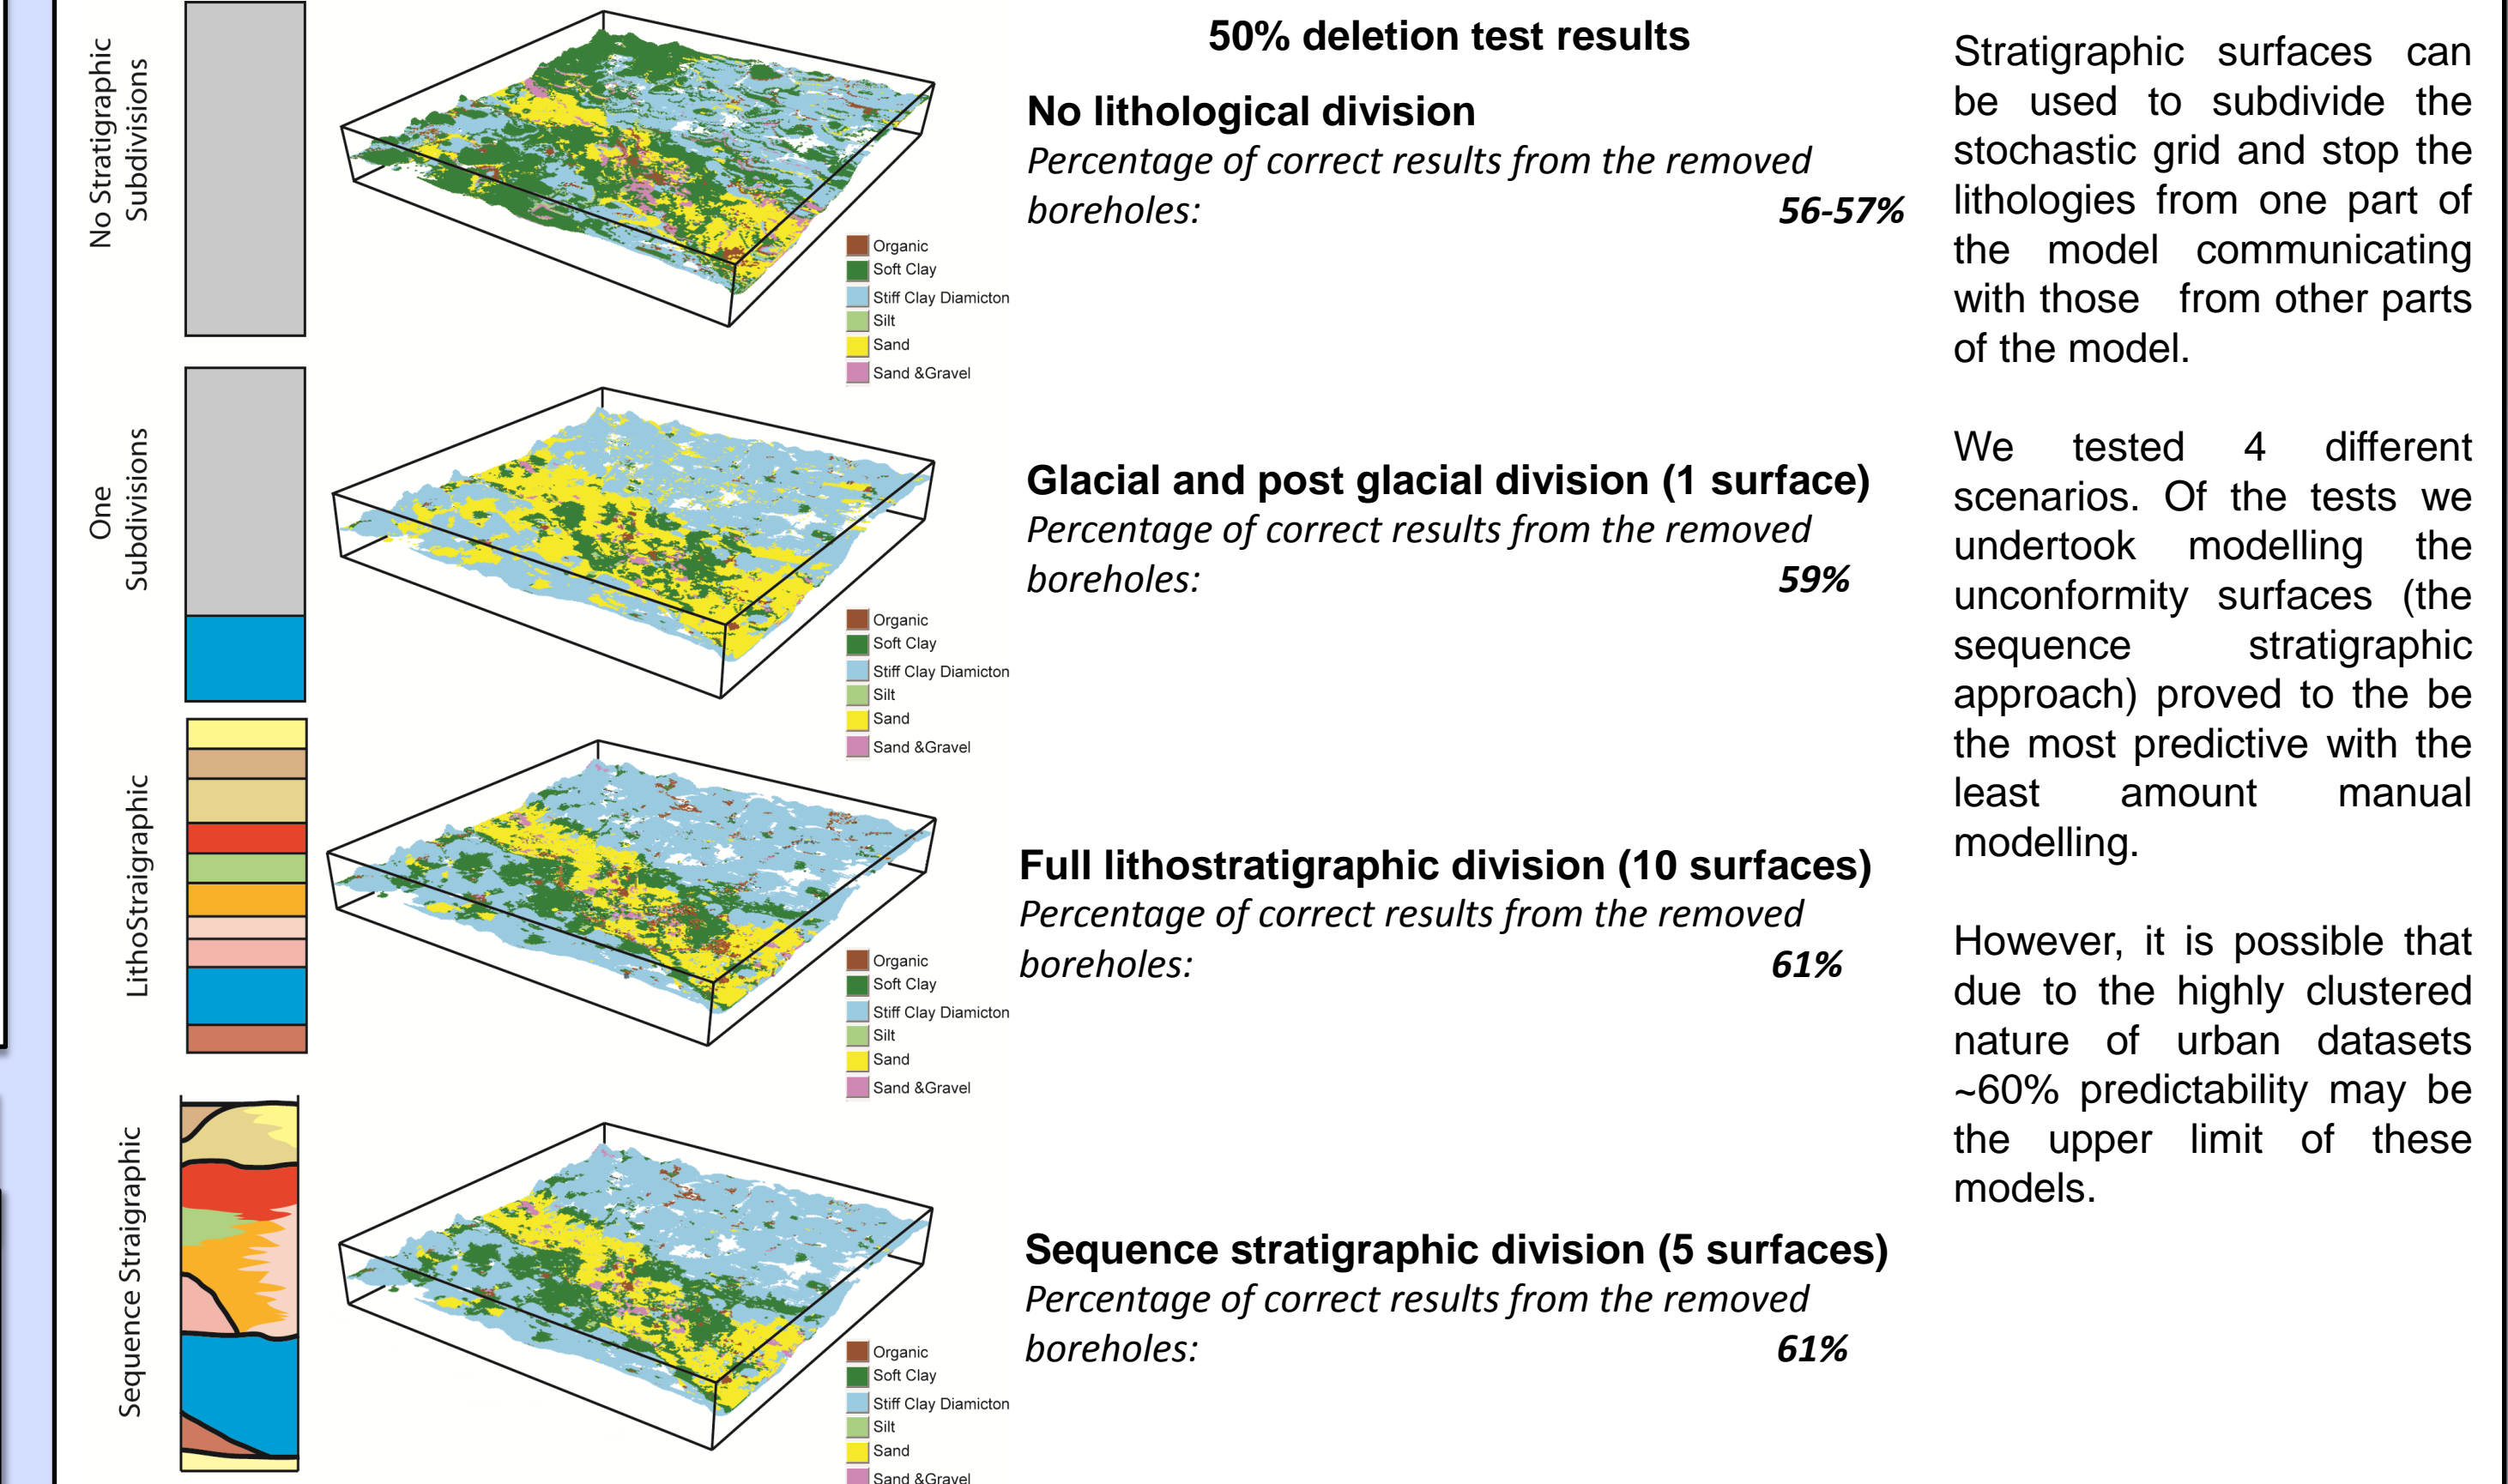 No Stratigraphic
Subdivisions
Organic
Soft Clay
Stiff Clay Diamicton
Silt
Sand
Sand &Gravel
50% deletion test results
No lithological division
Percentage of correct results from the removed
boreholes: 56-57%
One
Subdivisions
Organic
Soft Clay
Stiff Clay Diamicton
Silt
Sand
Sand &Gravel
Glacial and post glacial division (1 surface)
Percentage of correct results from the removed
boreholes: 59%
LithoStraigraphic
Organic
Soft Clay
Stiff Clay Diamicton
Silt
Sand
Sand &Gravel
Full lithostratigraphic division (10 surfaces)
Percentage of correct results from the removed
boreholes: 61%
Sequence Straigraphic
Organic
Soft Clay
Stiff Clay Diamicton
Silt
Sand
Sand &Gravel
Sequence stratigraphic division (5 surfaces)
Percentage of correct results from the removed
boreholes: 61%
Stratigraphic surfaces can
be used to subdivide the
stochastic grid and stop the
lithologies from one part of
the model communicating
with those from other parts
of the model.
We tested 4 different
scenarios. Of the tests we
undertook modelling the
unconformity surfaces (the
sequence stratigraphic
approach) proved to the be
the most predictive with the
least amount manual
modelling.
However, it is possible that
due to the highly clustered
nature of urban datasets
~60% predictability may be
the upper limit of these
models.